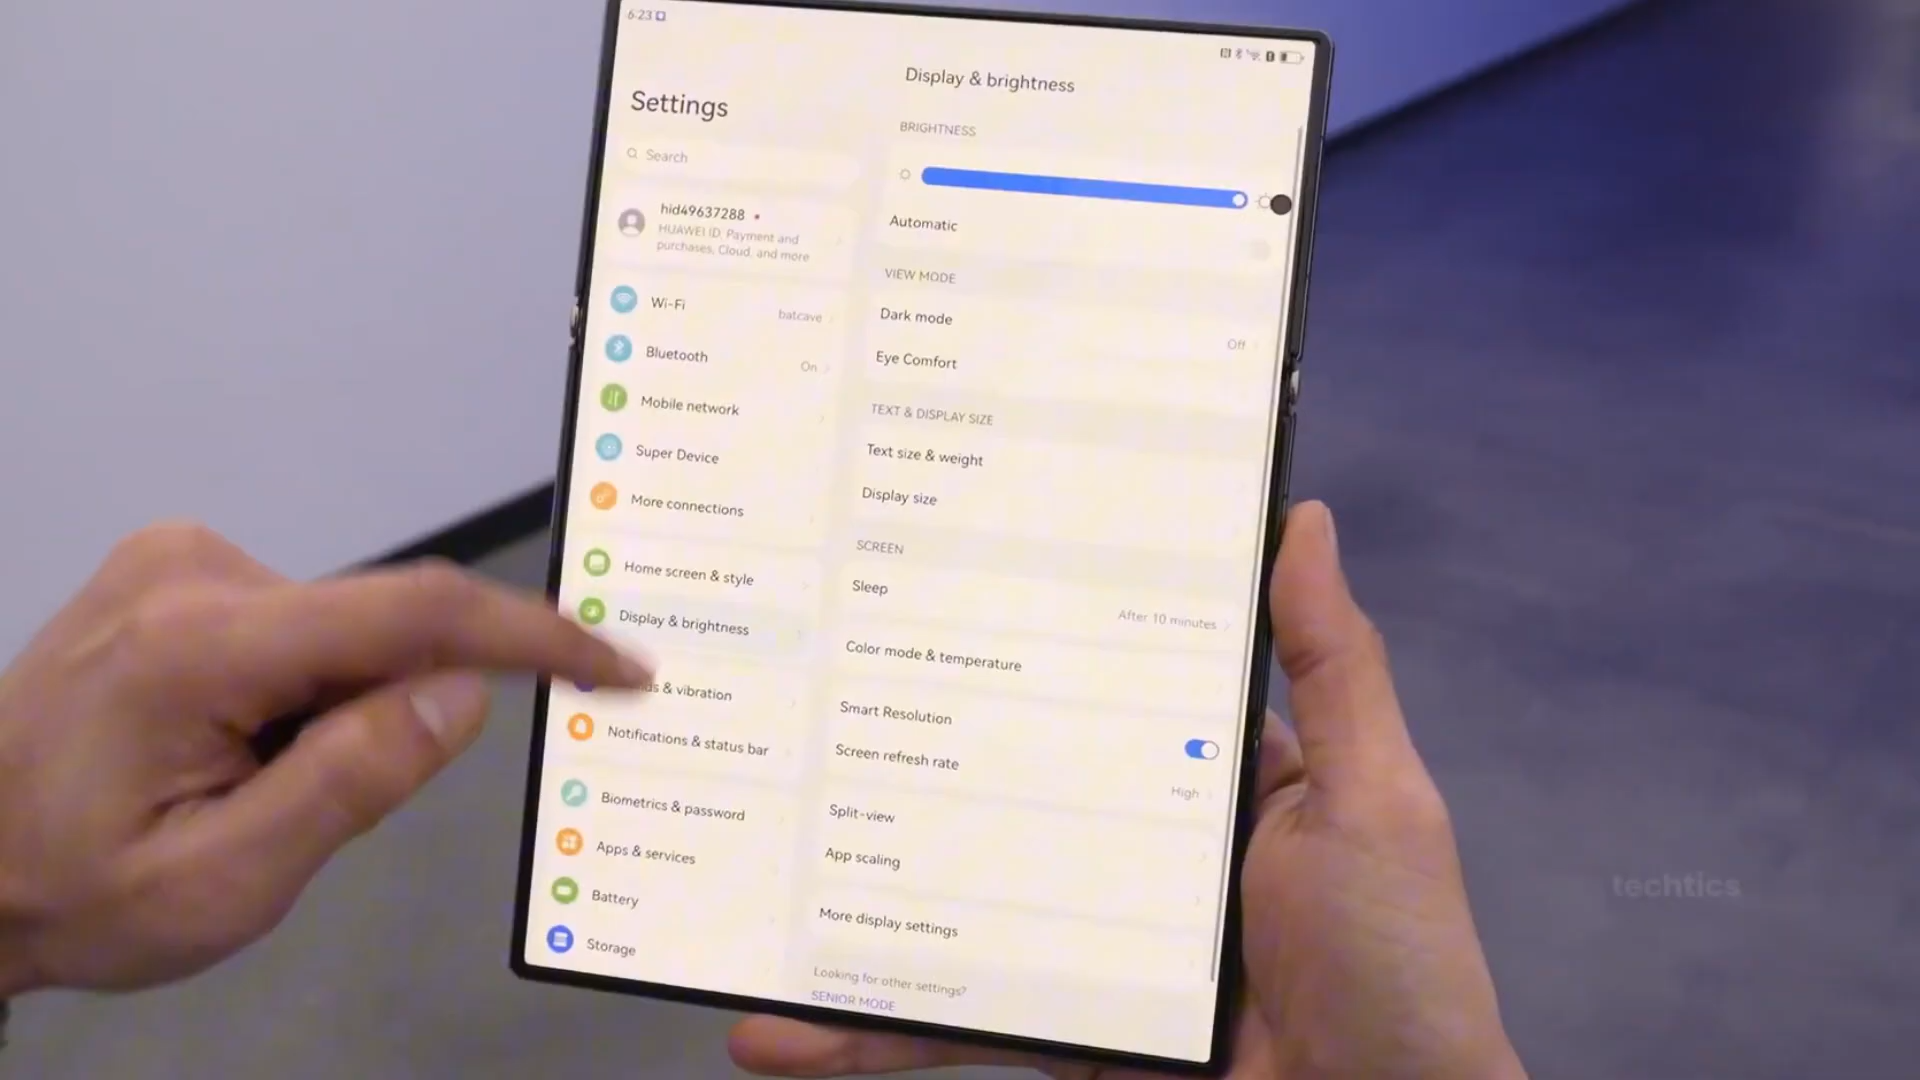 6:23
Settings
Search
hid49637288
HUAWEI ID, Payment and
purchases, Cloud, and more
Wi-Fi
batcave
Bluetooth
On
Mobile network
Super Device
More connections
Home screen & style
Display & brightness
& vibration
Notifications & status bar
Biometrics & password
Apps & services
Battery
Storage
Display & brightness
BRIGHTNESS
Automatic
VIEW MODE
Dark mode
Off
Eye Comfort
TEXT & DISPLAY SIZE
Text size & weight
Display size
SCREEN
Sleep
After 10 minutes
Color mode & temperature
Smart Resolution
Screen refresh rate
High
Split-view
App scaling
More display settings
Looking for other settings?
SENIOR MODE
techtics